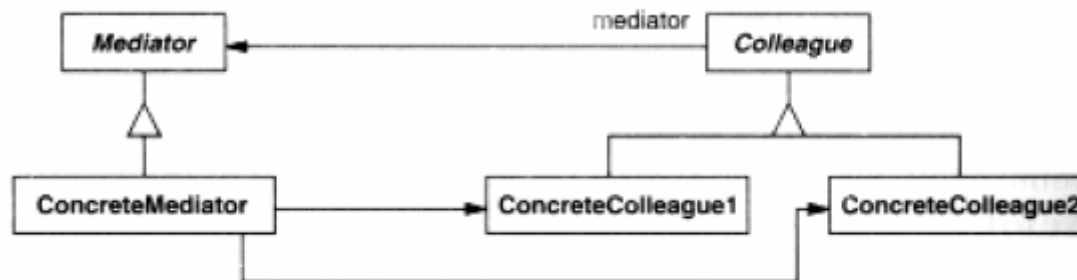 mediator
Mediator
Colleague
ConcreteMediator
ConcreteColleague1
ConcreteColleague2